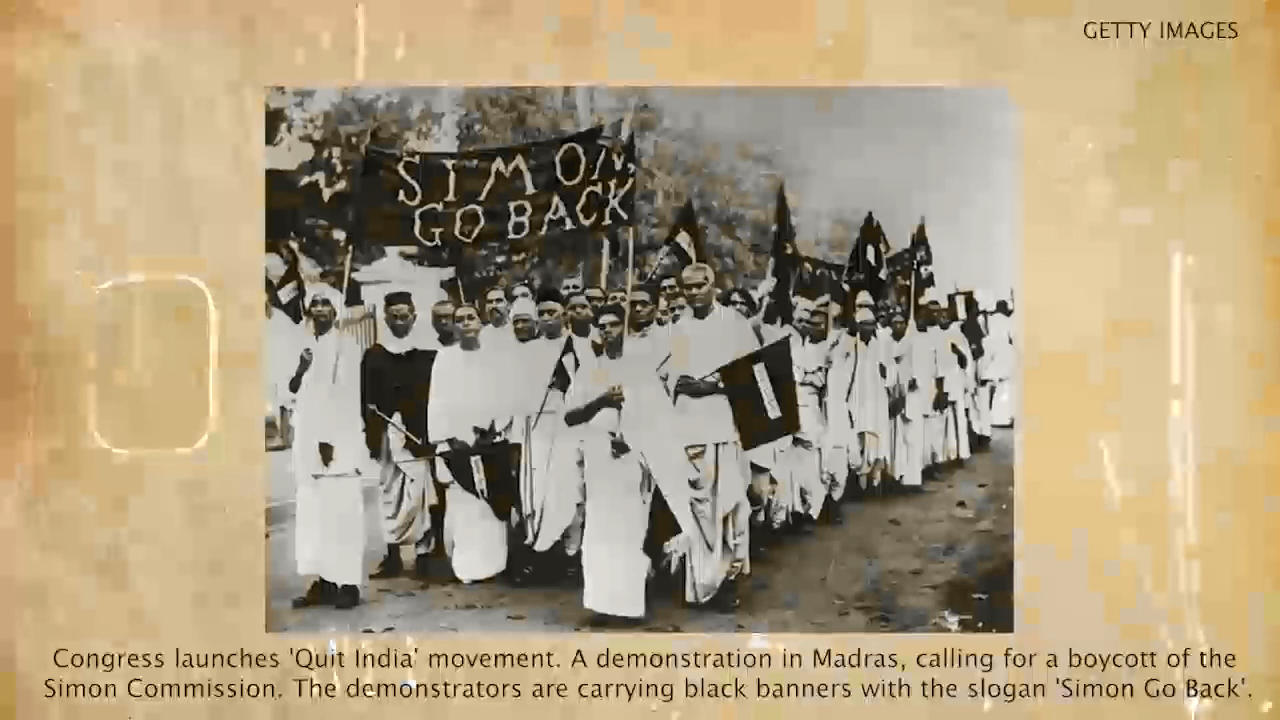 GETTY IMAGES
SIMON,
GO BACK
Congress launches 'Quit India' movement. A demonstration in Madras, calling for a boycott of the
Simon Commission. The demonstrators are carrying black banners with the slogan 'Simon Go Back'.